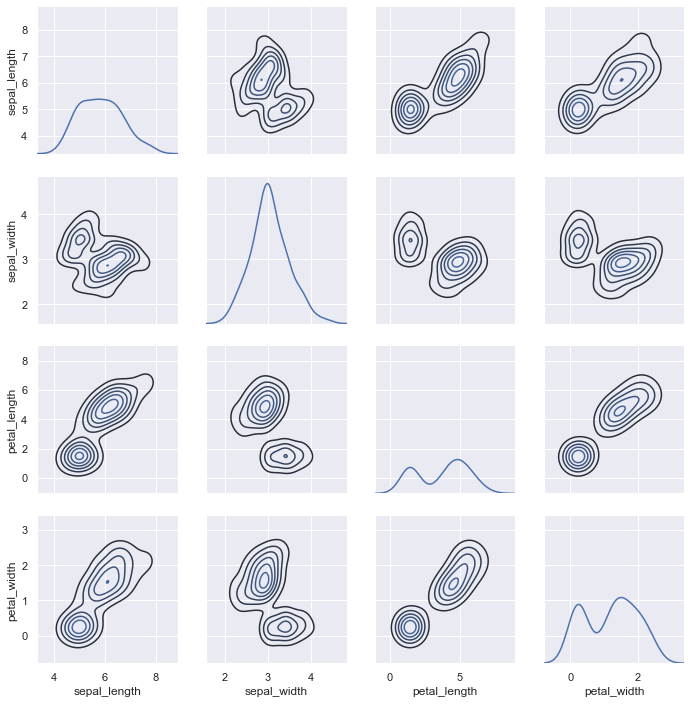 sepal_length
8
7
6
5
4
sepal_width
4
3
2
petal_length
8
6
4
2
0
petal_width
3
2
1
0
4 6 8
2 3 4
0 5
0 2
sepal_length sepal_width petal_length petal_width